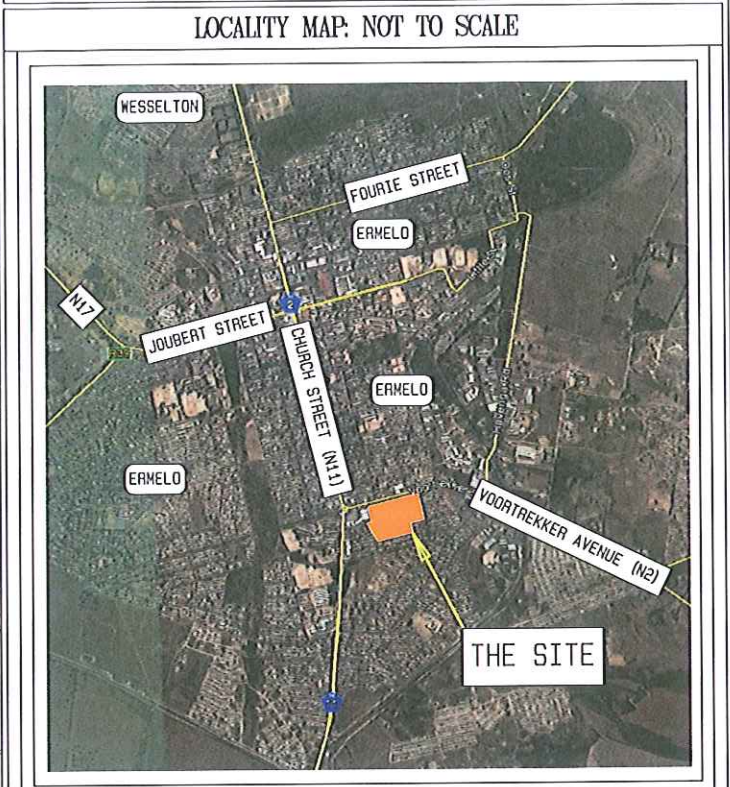 LOCALITY MAP: NOT TO SCALE
WESSELTON
FOURIE STREET
ERMELO
N17
2
JOUBERT STREET
CHURCH STREET (N11)
ERMELO
ERMELO
VOORTREKKER AVENUE (N2)
THE SITE